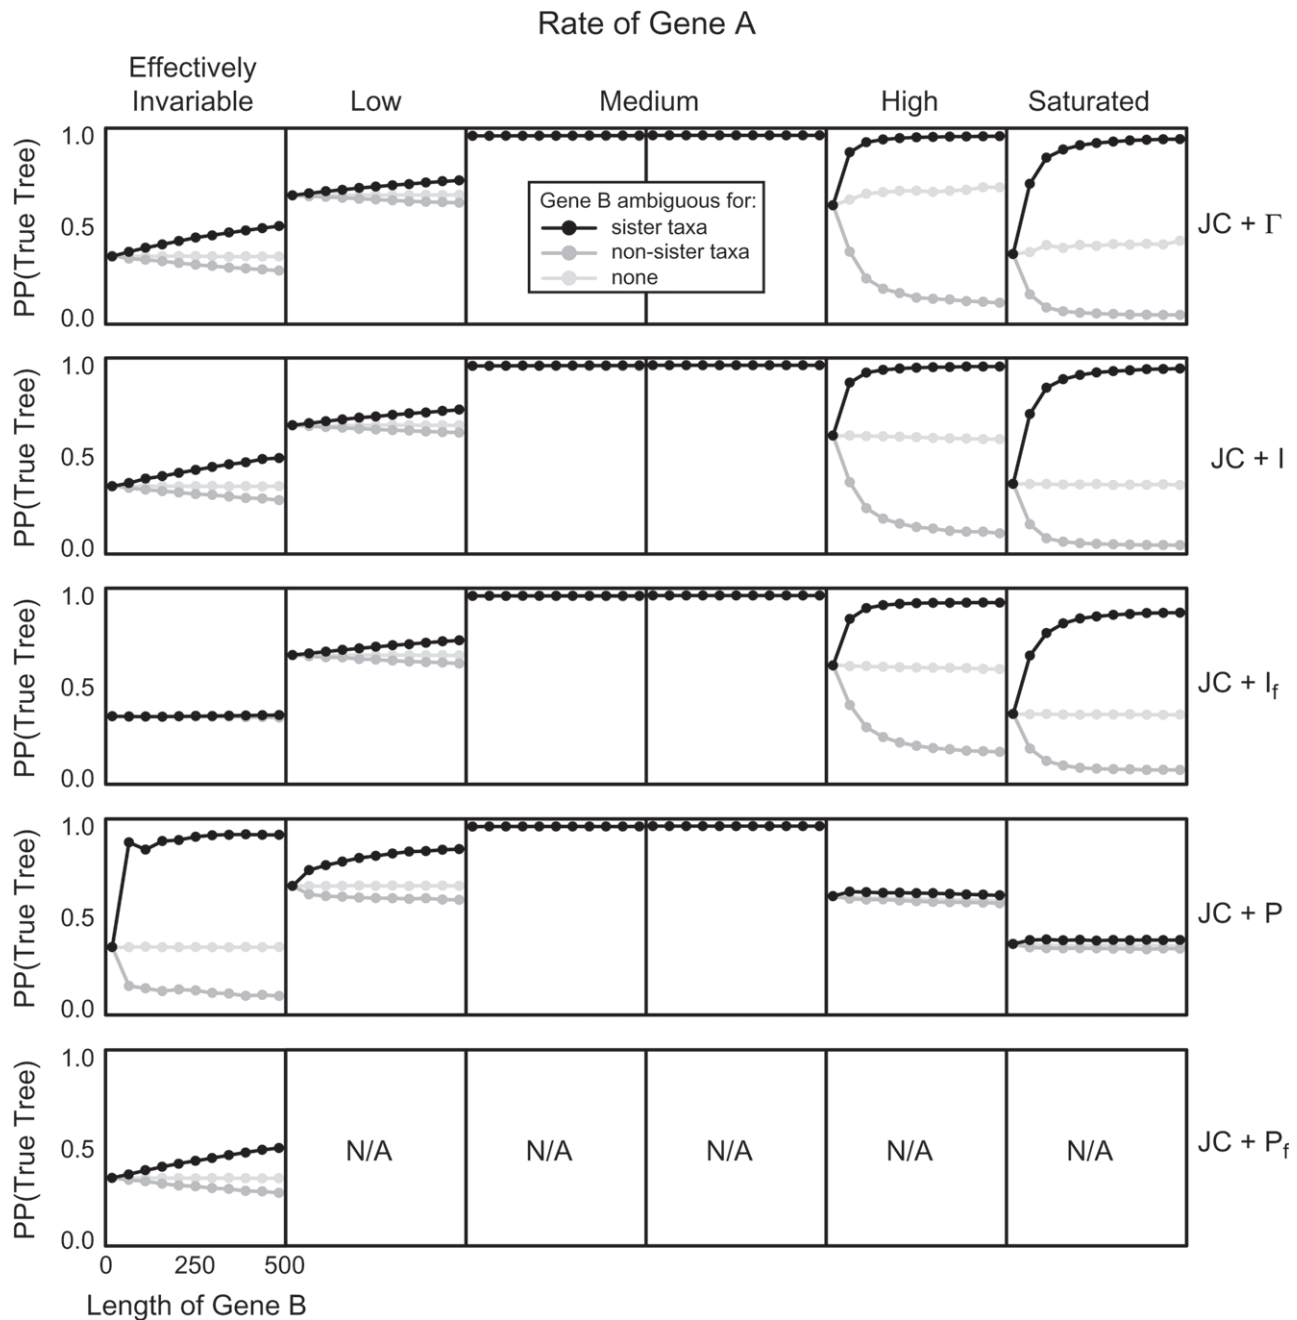 Rate of Gene A
Effectively
Invariable
Low
Medium
High
Saturated
PP(True Tree)
1.0
0.5
0.0
Gene B ambiguous for:
sister taxa
non-sister taxa
none
JC + Γ
PP(True Tree)
1.0
0.5
0.0
JC + I
PP(True Tree)
1.0
0.5
0.0
JC + I_f
PP(True Tree)
1.0
0.5
0.0
JC + P
PP(True Tree)
1.0
0.5
0.0
N/A
N/A
N/A
N/A
N/A
JC + P_f
0 250 500
Length of Gene B